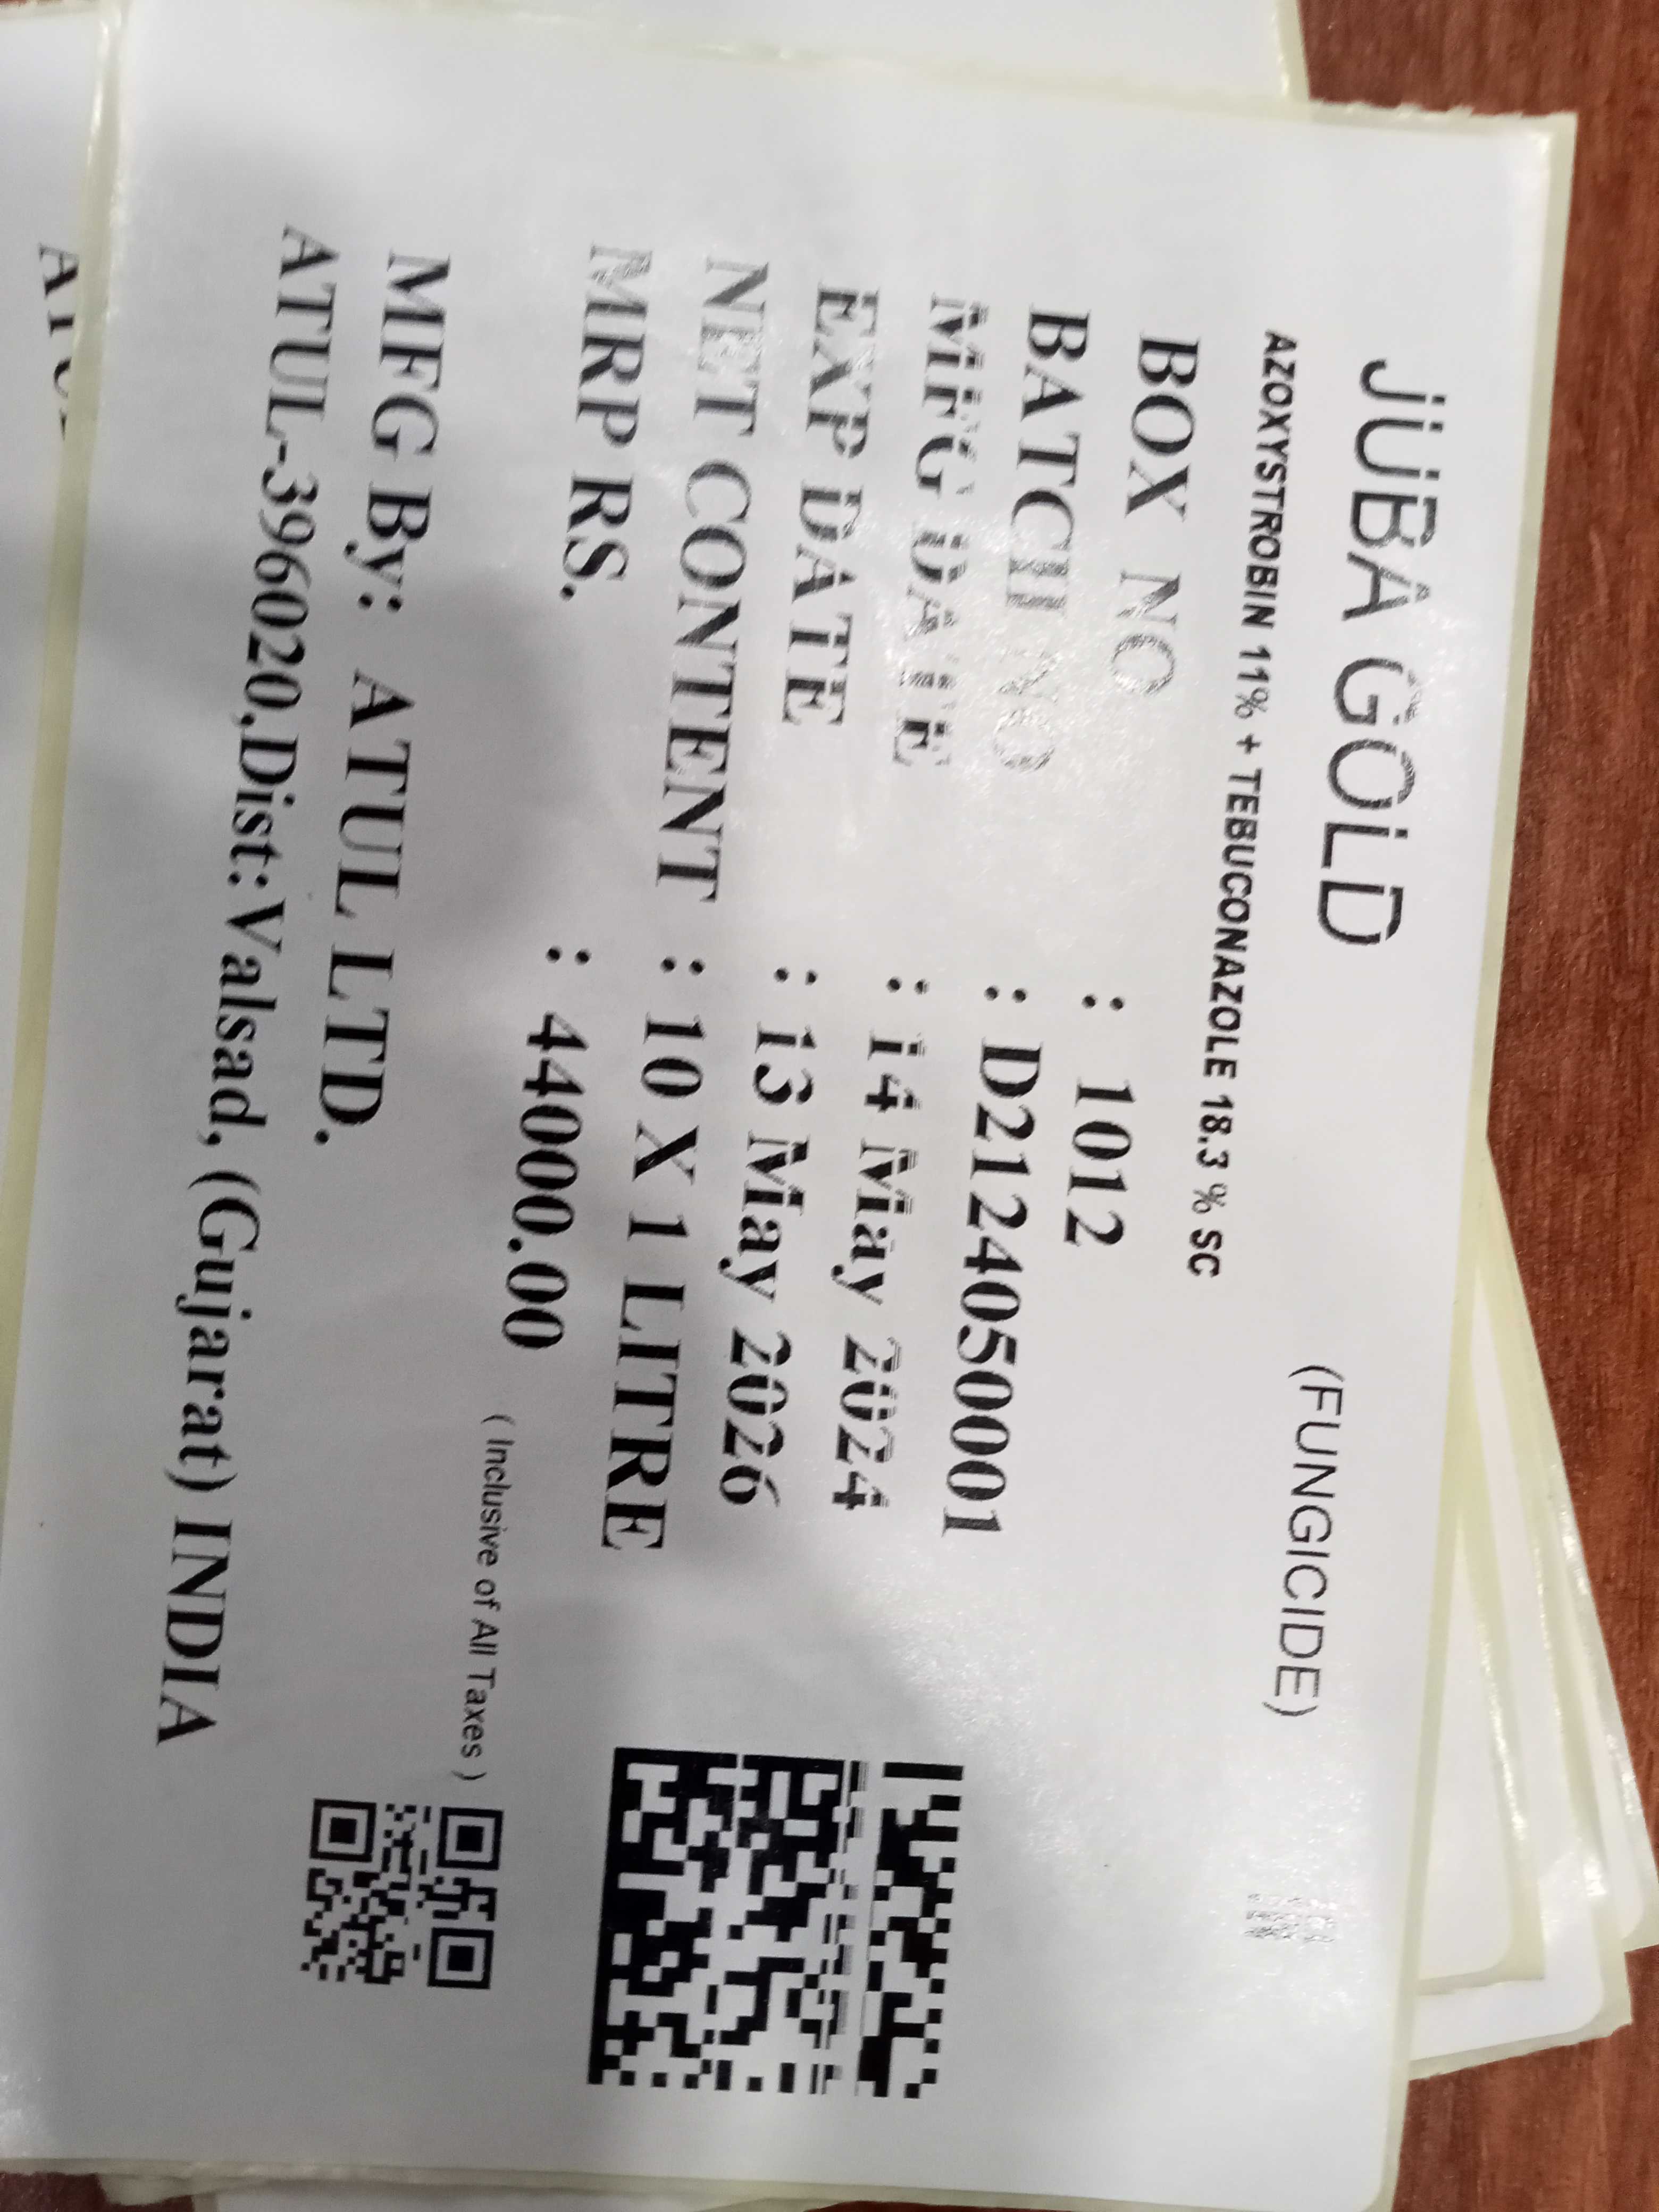 JUBA GOLD
AZOXYSTROBIN 11% + TEBUCONAZOLE 18.3 % SC
(FUNGICIDE)
BOX NO : 1012
BATCH NO : D2124050001
MFG DATE : 14 May 2024
EXP DATE : 13 May 2026
NET CONTENT : 10 X 1 LITRE
MRP RS. : 44000.00 ( Inclusive of All Taxes )
MFG By: ATUL LTD.
ATUL-396020,Dist:Valsad, (Gujarat) INDIA